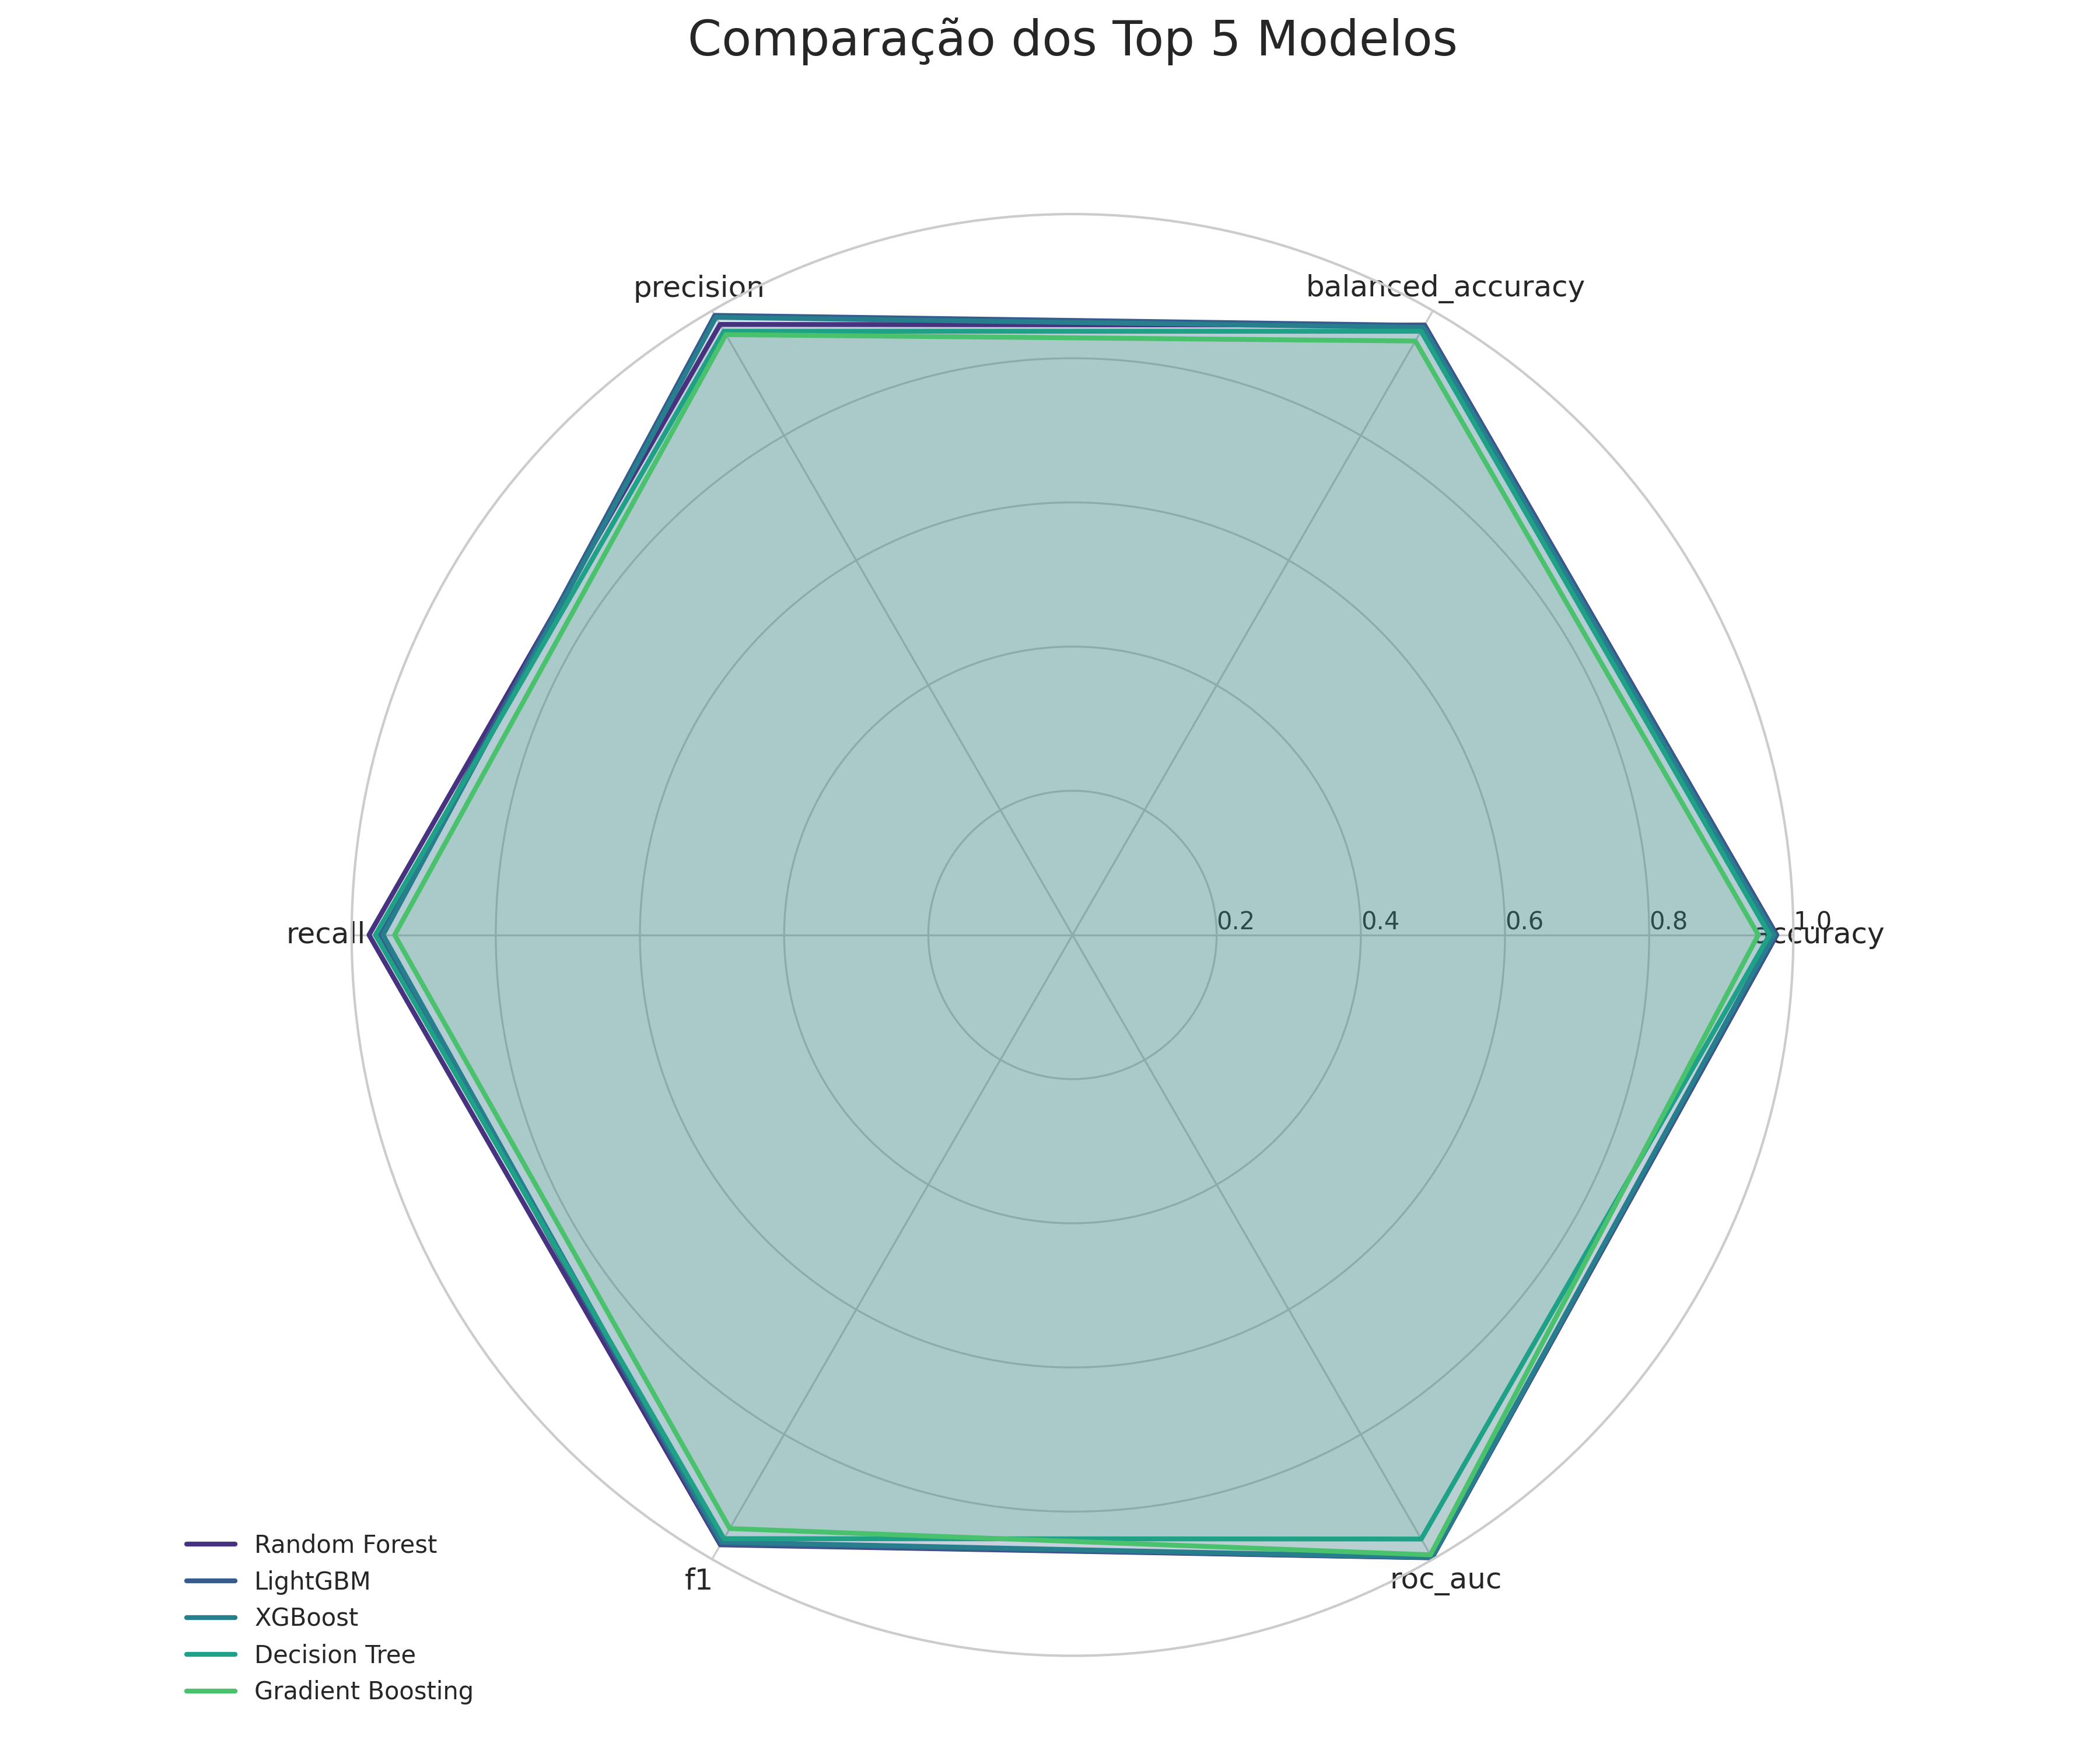 Comparação dos Top 5 Modelos
precision
balanced_accuracy
recall
0.2
0.4
0.6
0.8
1.0
accuracy
f1
roc_auc
Random Forest
LightGBM
XGBoost
Decision Tree
Gradient Boosting